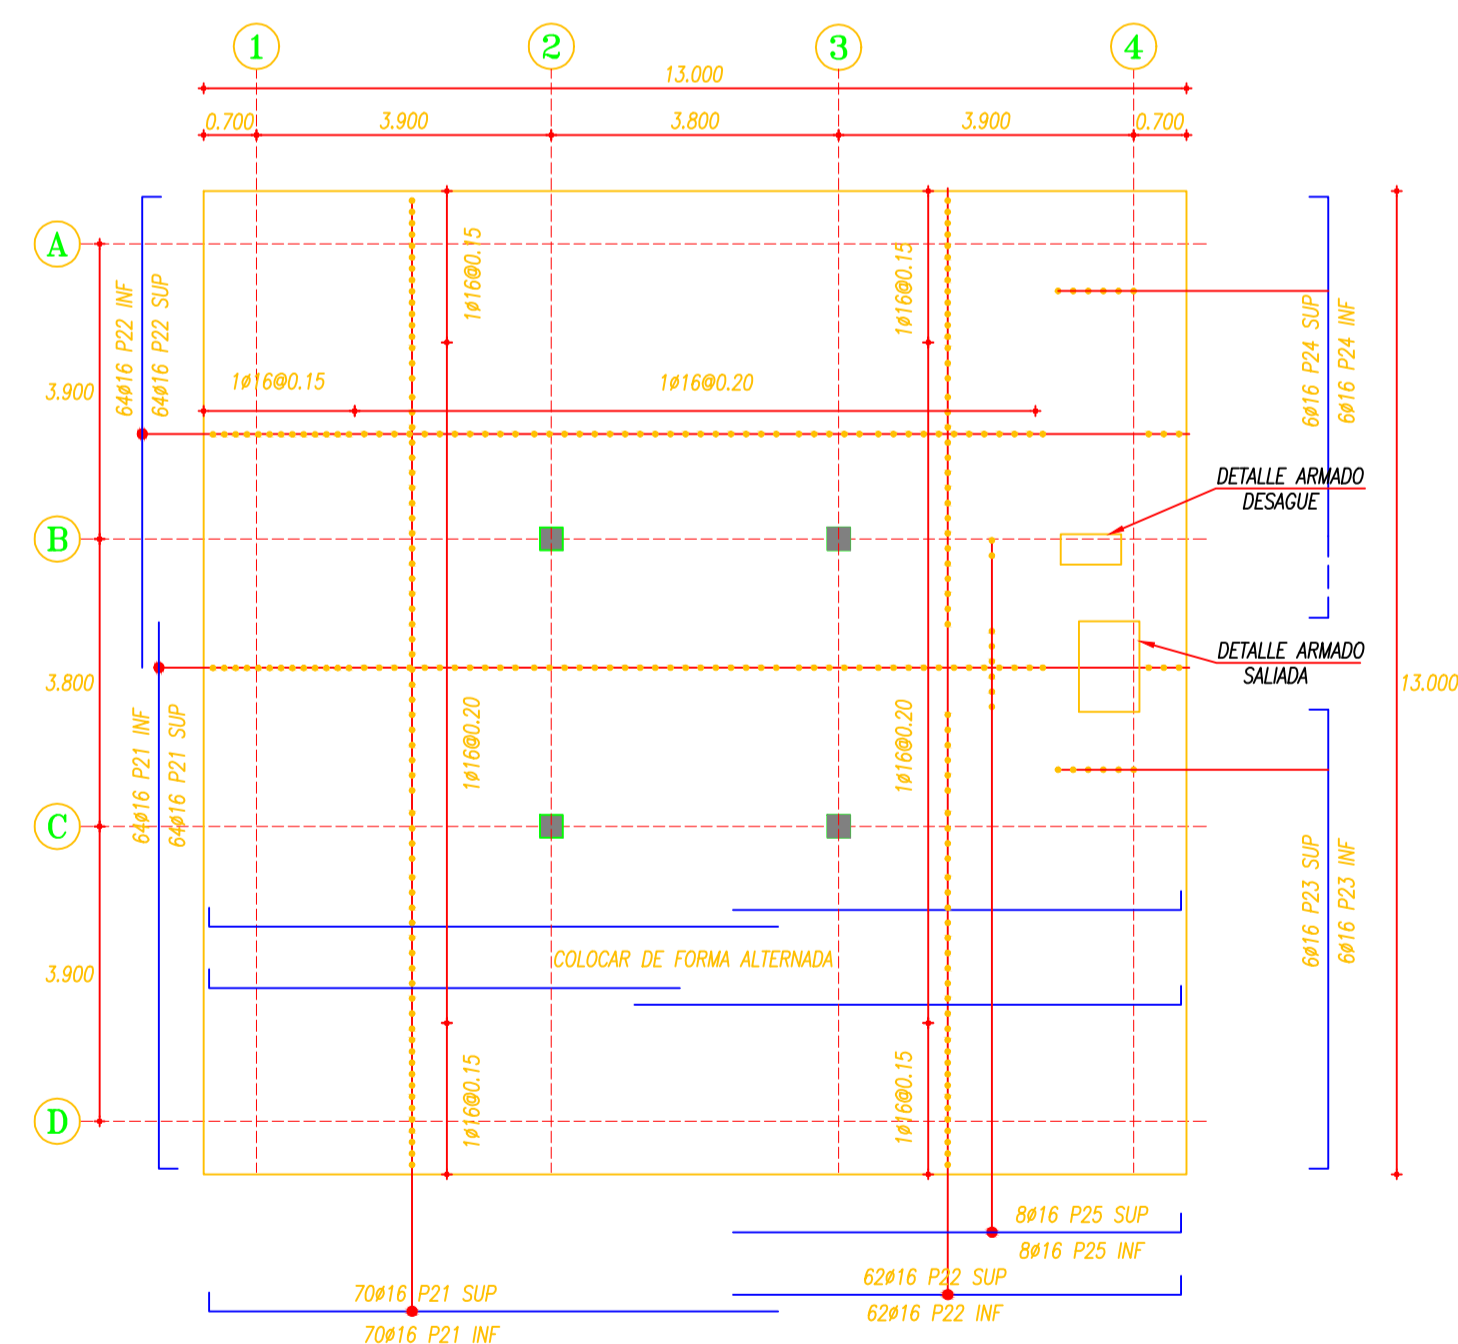 1
2
3
4
13.000
0.700
3.900
3.800
3.900
0.700
A
B
C
D
3.900
3.800
3.900
64ø16 P22 INF
64ø16 P22 SUP
64ø16 P21 INF
64ø16 P21 SUP
1ø16@0.15
1ø16@0.15
1ø16@0.15
1ø16@0.20
6ø16 P24 SUP
6ø16 P24 INF
DETALLE ARMADO
DESAGUE
DETALLE ARMADO
SALIADA
13.000
1ø16@0.20
1ø16@0.20
6ø16 P23 SUP
6ø16 P23 INF
COLOCAR DE FORMA ALTERNADA
1ø16@0.15
1ø16@0.15
8ø16 P25 SUP
8ø16 P25 INF
62ø16 P22 SUP
62ø16 P22 INF
70ø16 P21 SUP
70ø16 P21 INF